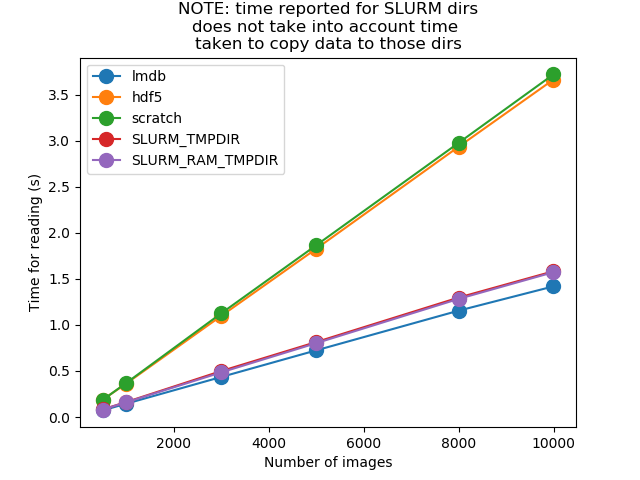 NOTE: time reported for SLURM dirs
does not take into account time
taken to copy data to those dirs
lmdb
hdf5
scratch
SLURM_TMPDIR
SLURM_RAM_TMPDIR
Time for reading (s)
3.5
3.0
2.5
2.0
1.5
1.0
0.5
0.0
2000 4000 6000 8000 10000
Number of images